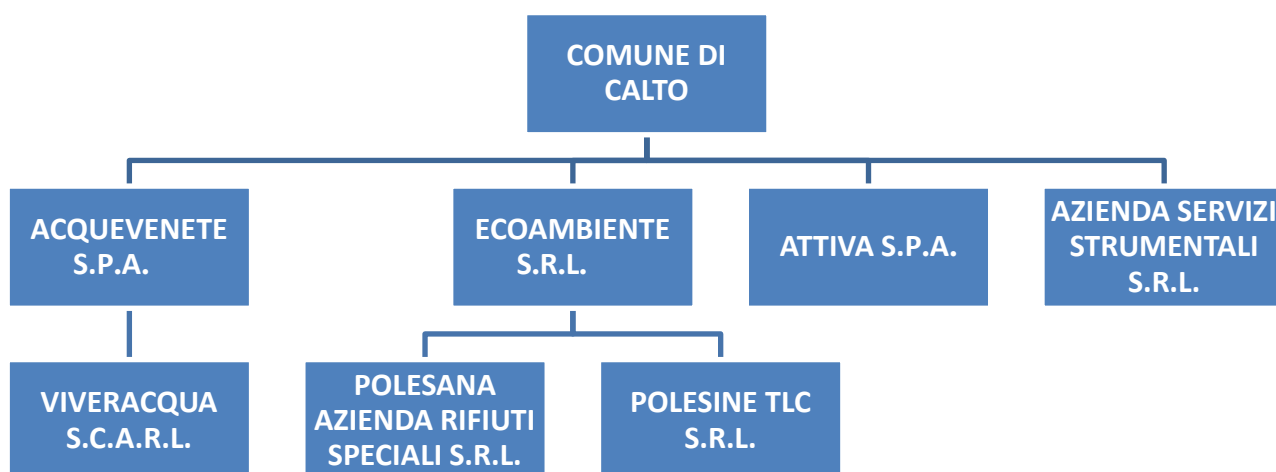 COMUNE DI
CALTO
ACQUEVENETE
S.P.A.
ECOAMBIENTE
S.R.L.
ATTIVA S.P.A.
AZIENDA SERVIZI
STRUMENTALI
S.R.L.
VIVERACQUA
S.C.A.R.L.
POLESANA
AZIENDA RIFIUTI
SPECIALI S.R.L.
POLESINE TLC
S.R.L.